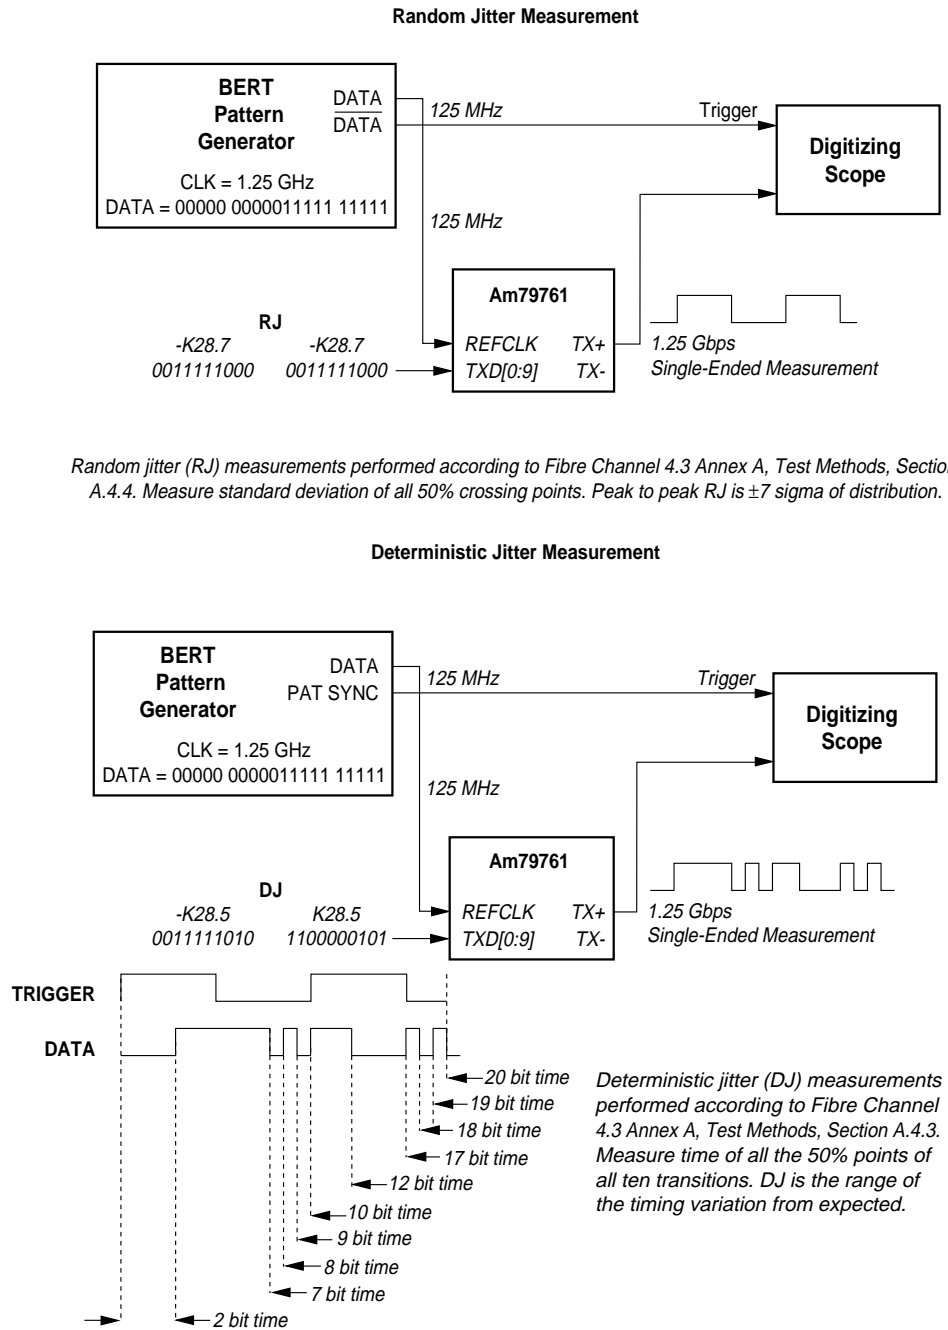 Random Jitter Measurement
BERT
Pattern
Generator
DATA
DATA
CLK = 1.25 GHz
DATA = 00000 0000011111 11111
125 MHz
Trigger
Digitizing
Scope
125 MHz
Am79761
REFCLK TX+
TXD[0:9] TX-
RJ
-K28.7 -K28.7
0011111000 0011111000
1.25 Gbps
Single-Ended Measurement
Random jitter (RJ) measurements performed according to Fibre Channel 4.3 Annex A, Test Methods, Section
A.4.4. Measure standard deviation of all 50% crossing points. Peak to peak RJ is ±7 sigma of distribution.
Deterministic Jitter Measurement
BERT
Pattern
Generator
DATA
PAT SYNC
CLK = 1.25 GHz
DATA = 00000 0000011111 11111
125 MHz
Trigger
Digitizing
Scope
125 MHz
Am79761
REFCLK TX+
TXD[0:9] TX-
DJ
-K28.5 K28.5
0011111010 1100000101
1.25 Gbps
Single-Ended Measurement
TRIGGER
DATA
20 bit time
19 bit time
18 bit time
17 bit time
12 bit time
10 bit time
9 bit time
8 bit time
7 bit time
2 bit time
Deterministic jitter (DJ) measurements
performed according to Fibre Channel
4.3 Annex A, Test Methods, Section A.4.3.
Measure time of all the 50% points of
all ten transitions. DJ is the range of
the timing variation from expected.